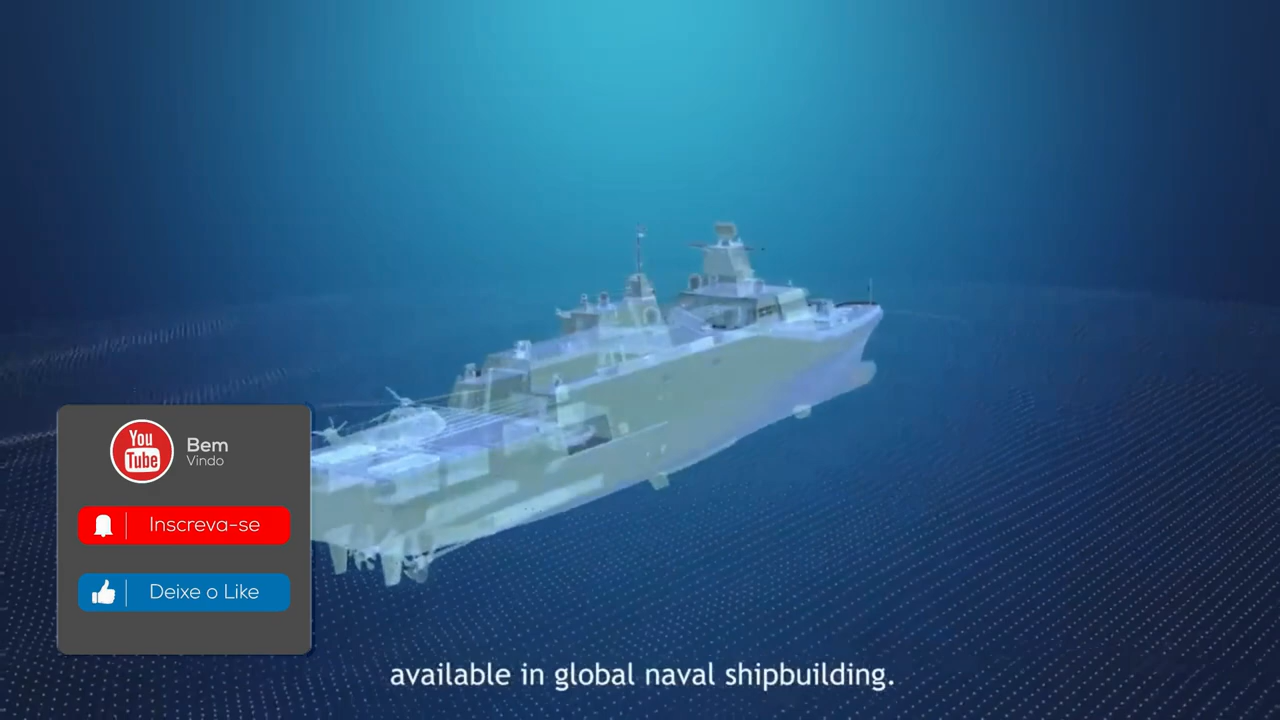 You
Tube
Bem
Vindo
Inscreva-se
Deixe o Like
available in global naval shipbuilding.